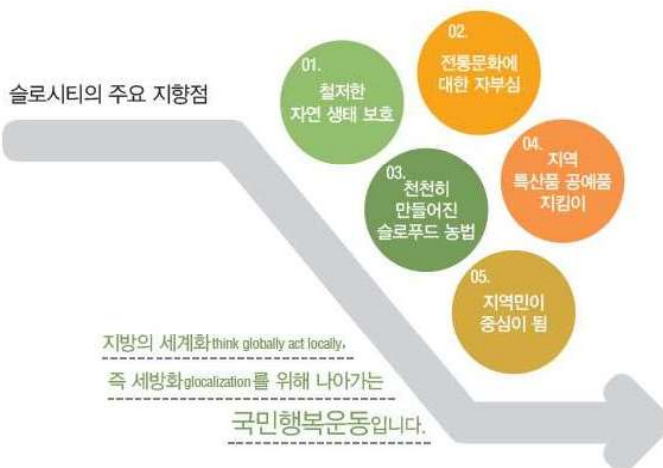 슬로시티의 주요 지향점
01.
철저한
자연 생태 보호
02.
전통문화에
대한 자부심
03.
천천히
만들어진
슬로푸드 농법
04.
지역
특산품 공예품
지킴이
05.
지역민이
중심이 됨
지방의 세계화think globally act locally,
즉 세방화glocalization를 위해 나아가는
국민행복운동입니다.